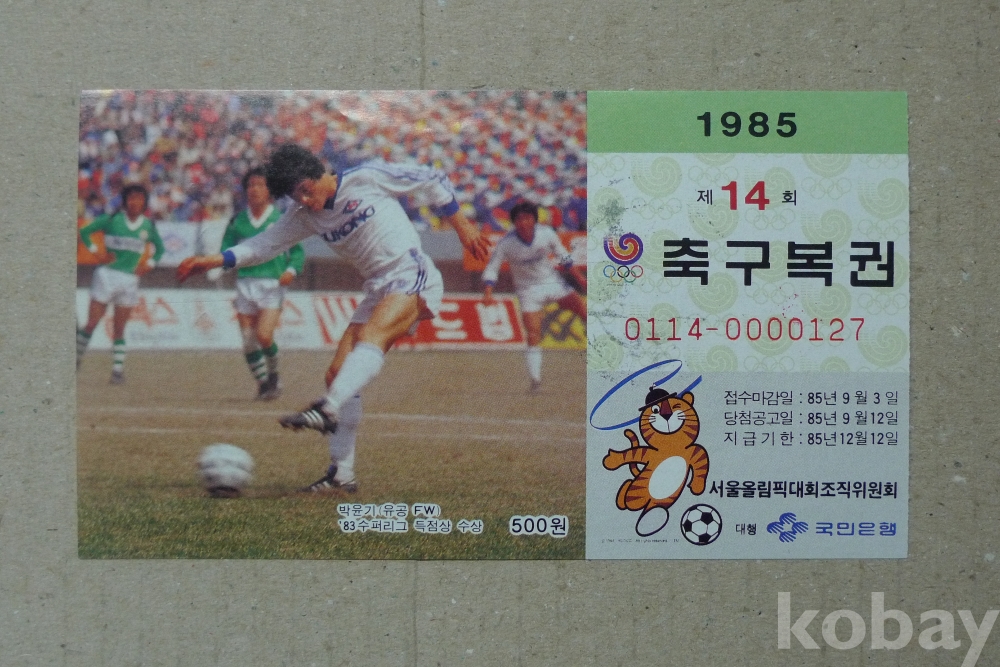 YUKONG
박윤기(유공 FW)
'83 수퍼리그 득점상 수상
500원
1985
제 14 회
축구복권
0114-0000127
접수마감일 : 85년 9월 3일
당첨공고일 : 85년 9월 12일
지급기한 : 85년 12월 12일
서울올림픽대회조직위원회
대행 국민은행
kobay